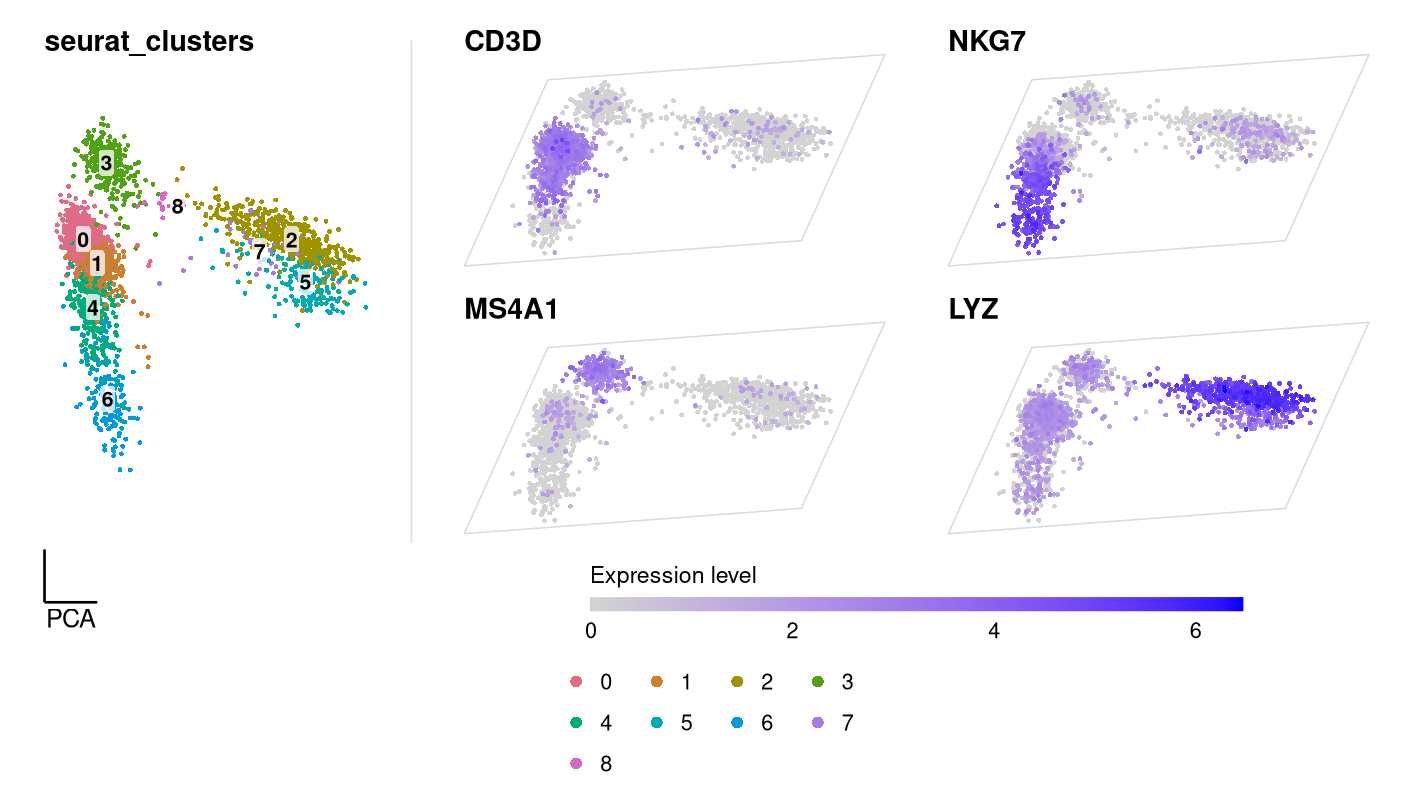 seurat_clusters
CD3D
NKG7
3
8
0
2
7
1
5
4
6
MS4A1
LYZ
PCA
Expression level
0 2 4 6
0 1 2 3
4 5 6 7
8